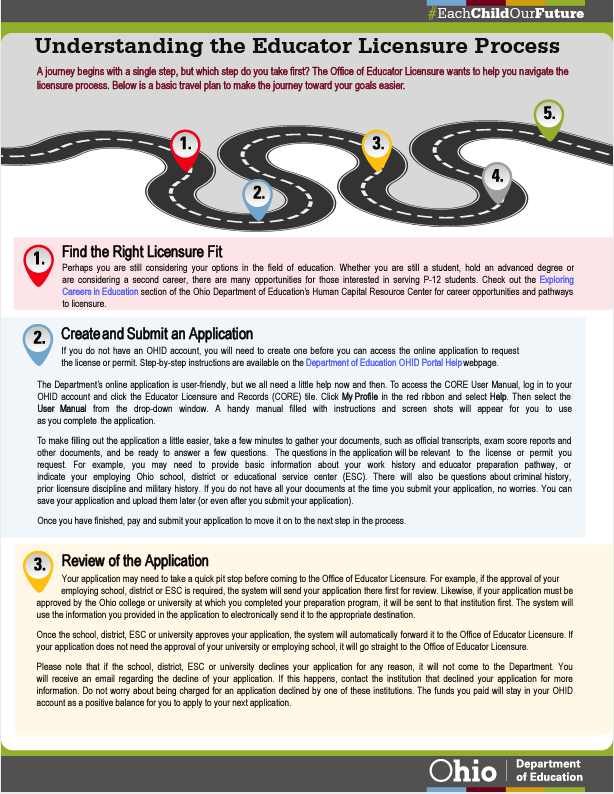 #EachChildOurFuture
Understanding the Educator Licensure Process
A journey begins with a single step, but which step do you take first? The Office of Educator Licensure wants to help you navigate the
licensure process. Below is a basic travel plan to make the journey toward your goals easier.
5.
1.
3.
4.
2.
1.
Find the Right Licensure Fit
Perhaps you are still considering your options in the field of education. Whether you are still a student, hold an advanced degree or
are considering a second career, there are many opportunities for those interested in serving P-12 students. Check out the Exploring
Careers in Education section of the Ohio Department of Education's Human Capital Resource Center for career opportunities and pathways
to licensure.
2.
Create and Submit an Application
If you do not have an OHID account, you will need to create one before you can access the online application to request
the license or permit. Step-by-step instructions are available on the Department of Education OHID Portal Help webpage.
The Department's online application is user-friendly, but we all need a little help now and then. To access the CORE User Manual, log in to your
OHID account and click the Educator Licensure and Records (CORE) tile. Click My Profile in the red ribbon and select Help. Then select the
User Manual from the drop-down window. A handy manual filled with instructions and screen shots will appear for you to use
as you complete the application.
To make filling out the application a little easier, take a few minutes to gather your documents, such as official transcripts, exam score reports and
other documents, and be ready to answer a few questions. The questions in the application will be relevant to the license or permit you
request. For example, you may need to provide basic information about your work history and educator preparation pathway, or
indicate your employing Ohio school, district or educational service center (ESC). There will also be questions about criminal history,
prior licensure discipline and military history. If you do not have all your documents at the time you submit your application, no worries. You can
save your application and upload them later (or even after you submit your application).
Once you have finished, pay and submit your application to move it on to the next step in the process.
3.
Review of the Application
Your application may need to take a quick pit stop before coming to the Office of Educator Licensure. For example, if the approval of your
employing school, district or ESC is required, the system will send your application there first for review. Likewise, if your application must be
approved by the Ohio college or university at which you completed your preparation program, it will be sent to that institution first. The system will
use the information you provided in the application to electronically send it to the appropriate destination.
Once the school, district, ESC or university approves your application, the system will automatically forward it to the Office of Educator Licensure. If
your application does not need the approval of your university or employing school, it will go straight to the Office of Educator Licensure.
Please note that if the school, district, ESC or university declines your application for any reason, it will not come to the Department. You
will receive an email regarding the decline of your application. If this happens, contact the institution that declined your application for more
information. Do not worry about being charged for an application declined by one of these institutions. The funds you paid will stay in your OHID
account as a positive balance for you to apply to your next application.
Ohio
Department
of Education